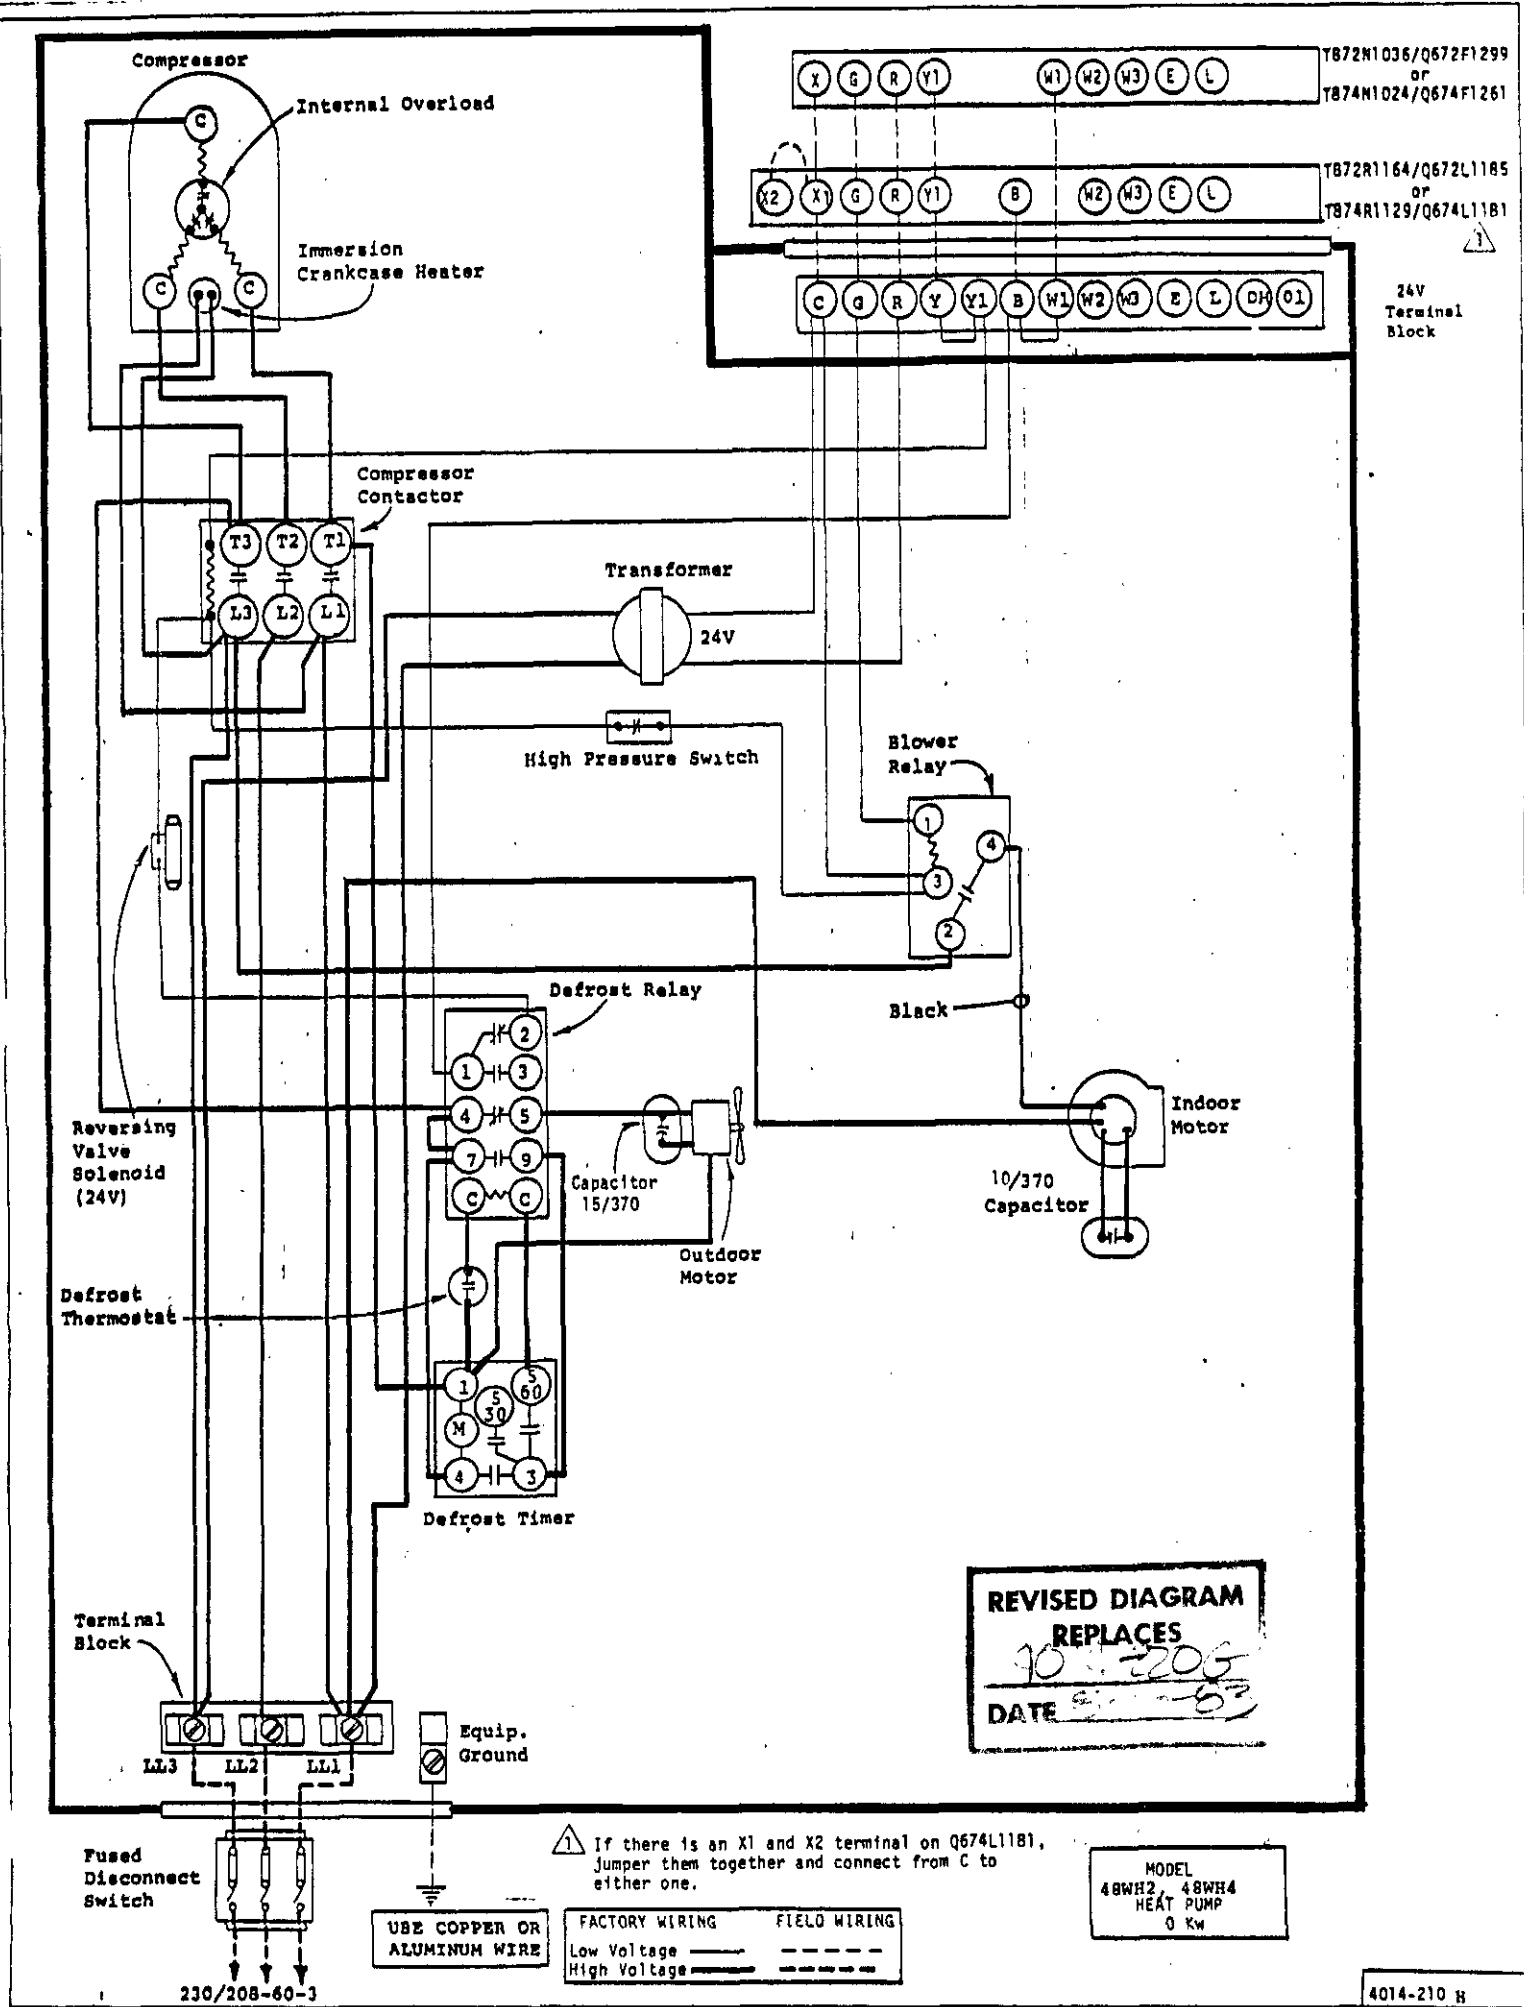 Compressor
Internal Overload
C
Immersion
Crankcase Heater
C
C
X G R Y1 W1 W2 W3 E L
T872N1036/Q672F1299
or
T874N1024/Q674F1261
X2 X1 G R Y1 B W2 W3 E L
T872R1164/Q672L1185
or
T874R1129/Q674L1181
1
C G R Y Y1 B W1 W2 W3 E L DH O1
24V
Terminal
Block
Compressor
Contactor
T3 T2 T1
L3 L2 L1
Transformer
24V
High Pressure Switch
Blower
Relay
1
4
3
2
Black
Defrost Relay
2
1 3
4 5
7 9
C C
Reversing
Valve
Solenoid
(24V)
Capacitor
15/370
Outdoor
Motor
Indoor
Motor
10/370
Capacitor
Defrost
Thermostat
1
S
30
S
60
M
4 3
Defrost Timer
Terminal
Block
LL3 LL2 LL1
Equip.
Ground
REVISED DIAGRAM
REPLACES
DATE
Fused
Disconnect
Switch
230/208-60-3
1 If there is an X1 and X2 terminal on Q674L1181,
jumper them together and connect from C to
either one.
USE COPPER OR
ALUMINUM WIRE
FACTORY WIRING FIELD WIRING
Low Voltage
High Voltage
MODEL
48WH2, 48WH4
HEAT PUMP
0 Kw
4014-210 H